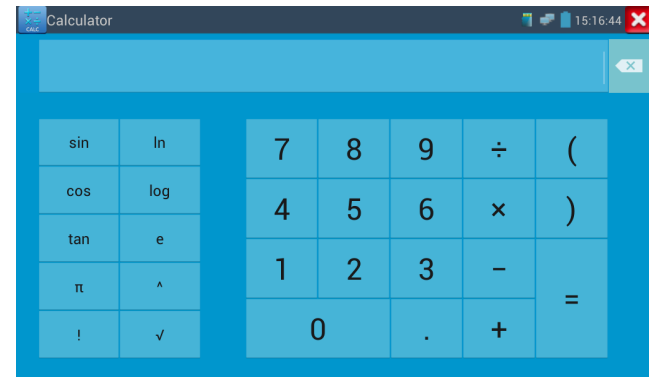 CALC Calculator 15:16:44
sin ln 7 8 9 ÷ (
cos log 4 5 6 × )
tan e
π ^ 1 2 3 − =
! √ 0 . +